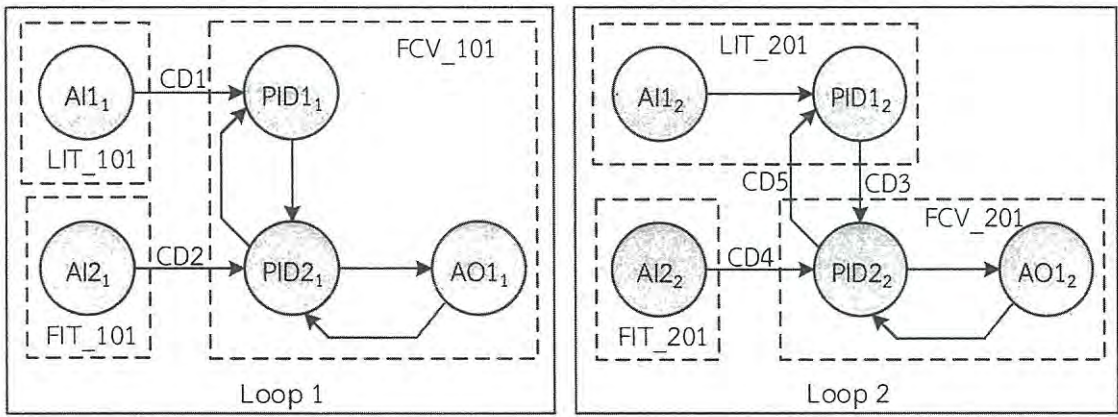 FCV_101
AI1₁
CD1
PID1₁
LIT_101
AI2₁
CD2
PID2₁
AO1₁
FIT_101
Loop 1
LIT_201
AI1₂
PID1₂
CD5
CD3
FCV_201
AI2₂
CD4
PID2₂
AO1₂
FIT_201
Loop 2